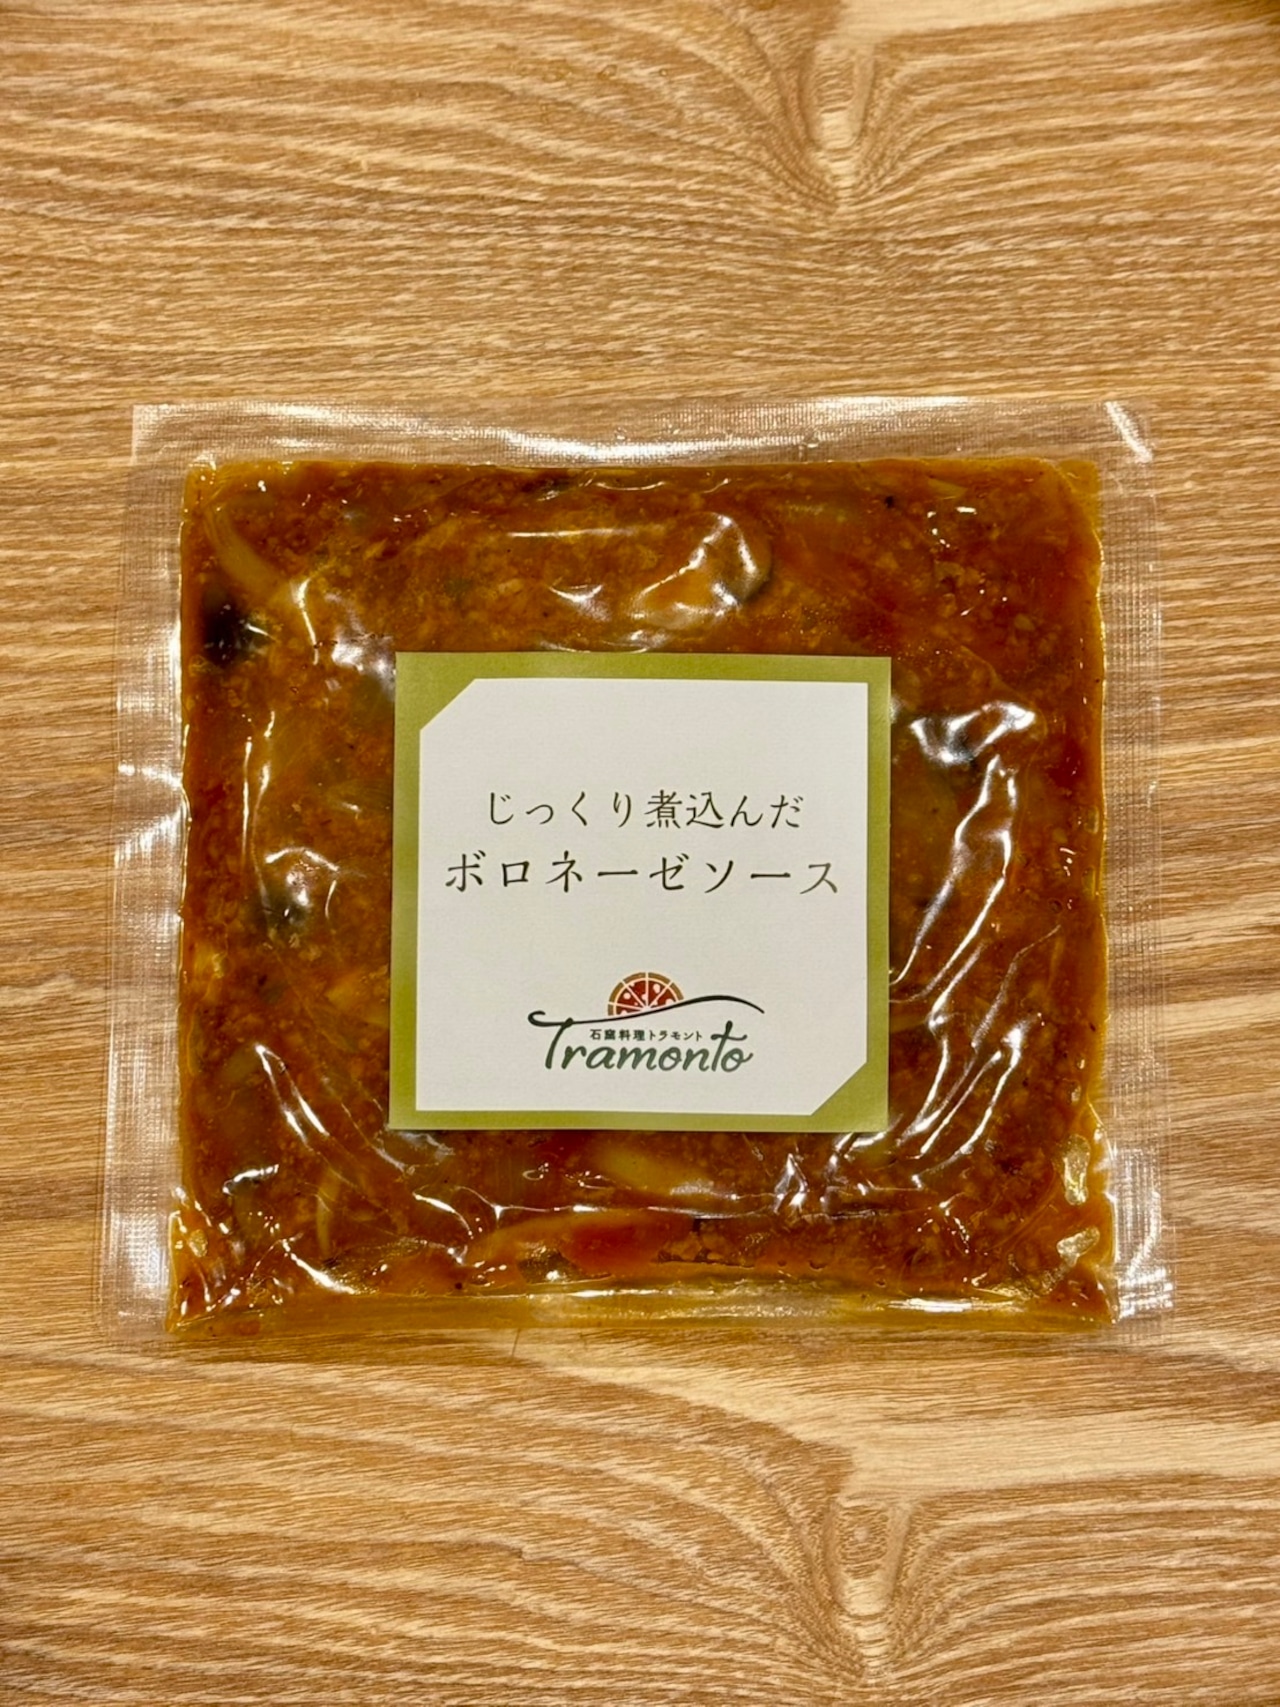 じっくり煮込んだ
ボロネーゼソース
石窯料理トラモント
Tramonto